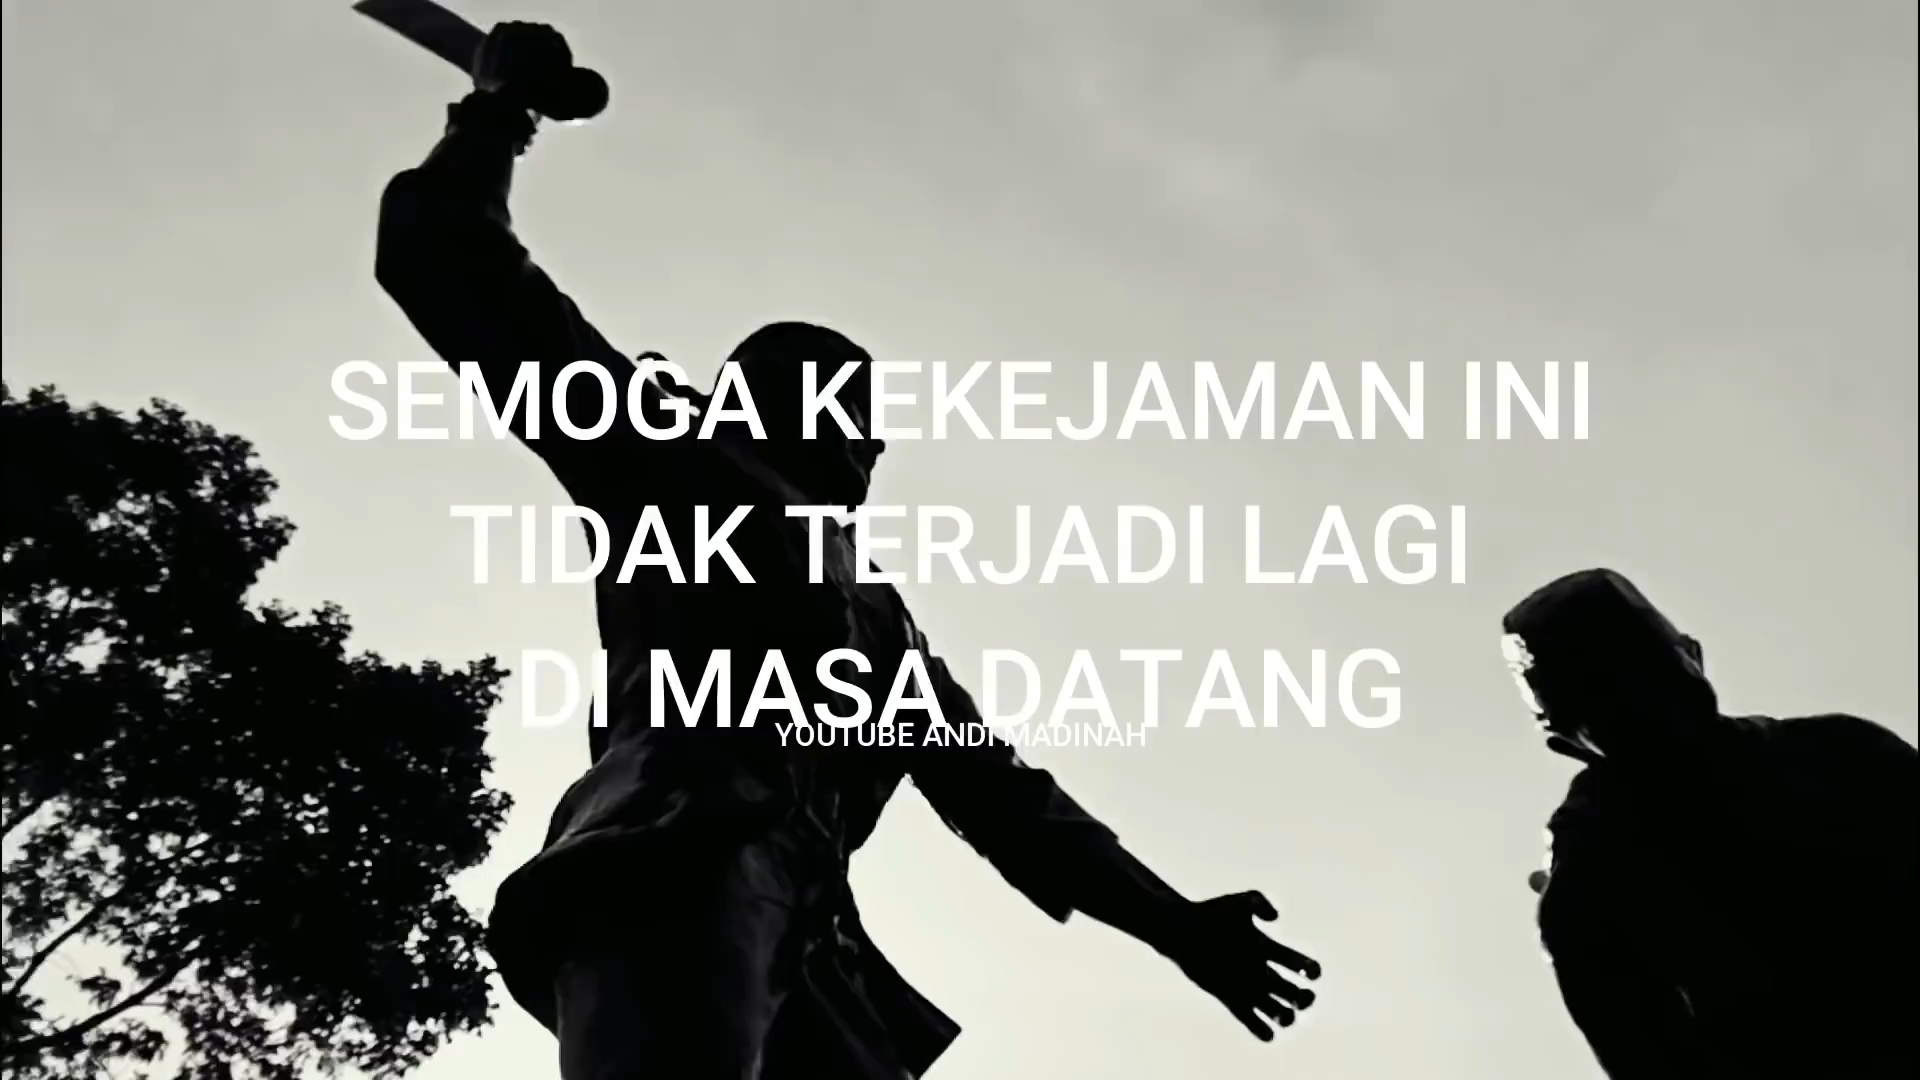 SEMOGA KEKEJAMAN INI
TIDAK TERJADI LAGI
DI MASA DATANG
YOUTUBE ANDI MADINAH